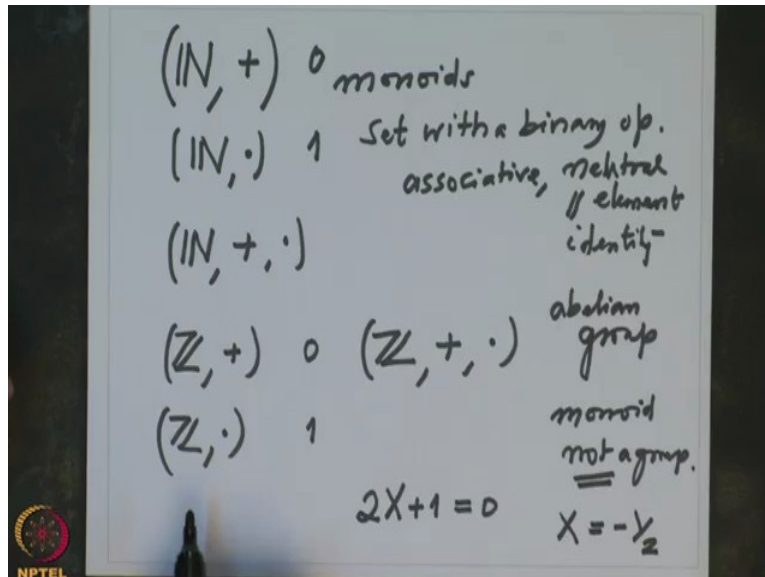 (ℕ, +) 0 monoids
(ℕ, ·) 1 set with a binary op.
associative, neutral
|| element
identity
(ℕ, +, ·)
(ℤ, +) 0 (ℤ, +, ·) abelian
group
(ℤ, ·) 1 monoid
not a group.
2X+1=0 X = -1/2
NPTEL